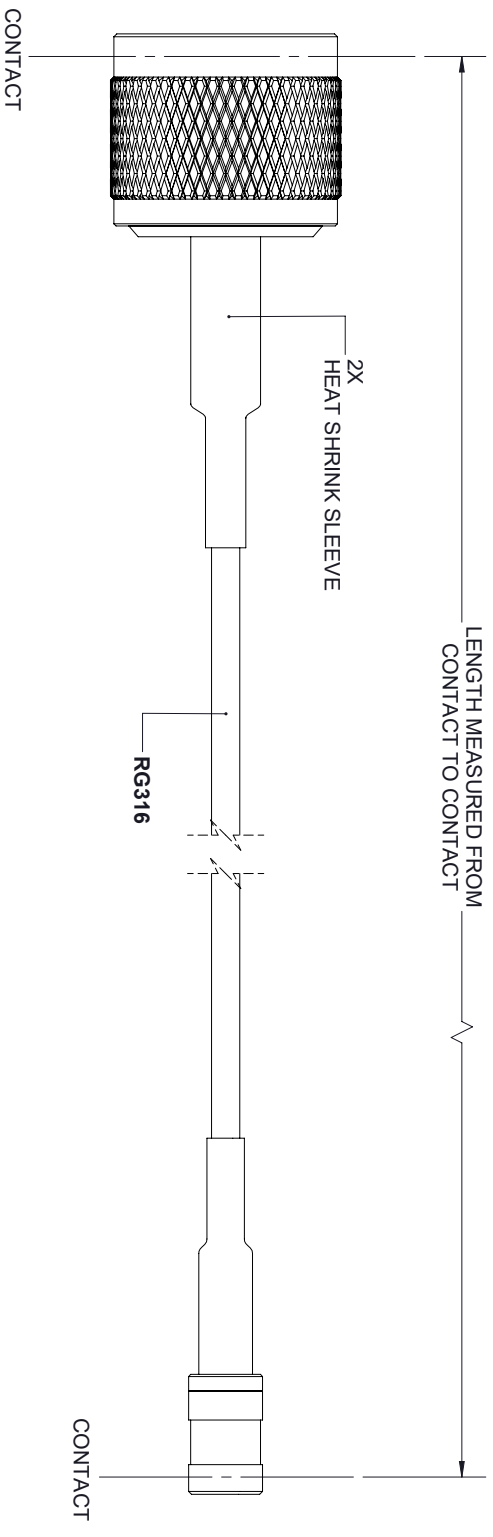 LENGTH MEASURED FROM
CONTACT TO CONTACT
2X
HEAT SHRINK SLEEVE
RG316
CONTACT
CONTACT